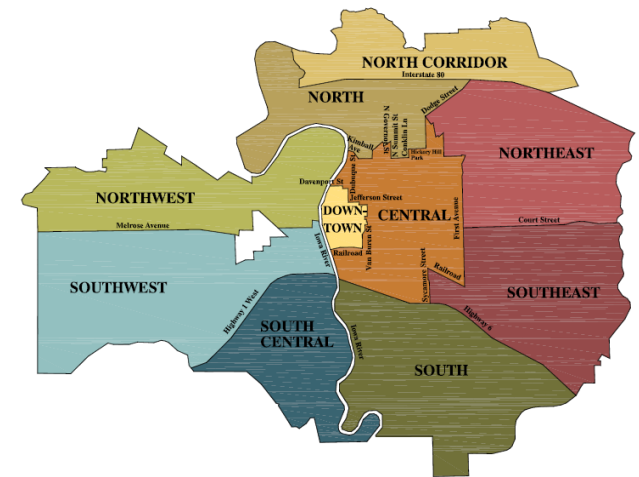 NORTH CORRIDOR
Interstate 80
NORTH
Dodge Street
N Governor St
N Summit St
Conklin Ln
Kimball
Ave
Hickory Hill
Park
NORTHEAST
Dubuque St
Davenport St
Jefferson Street
NORTHWEST
DOWN-
TOWN
CENTRAL
First Avenue
Court Street
Melrose Avenue
Iowa River
Van Buren St
Railroad
Sycamore Street
Railroad
SOUTHWEST
SOUTHEAST
Highway 1 West
Highway 6
SOUTH
CENTRAL
Iowa River
SOUTH